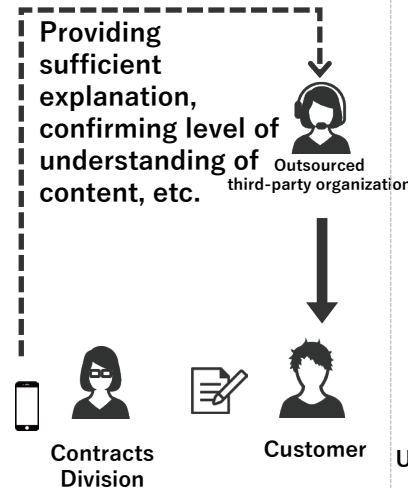 Providing
sufficient
explanation,
confirming level of
understanding of
content, etc.
Outsourced
third-party organization
Contracts
Division
Customer